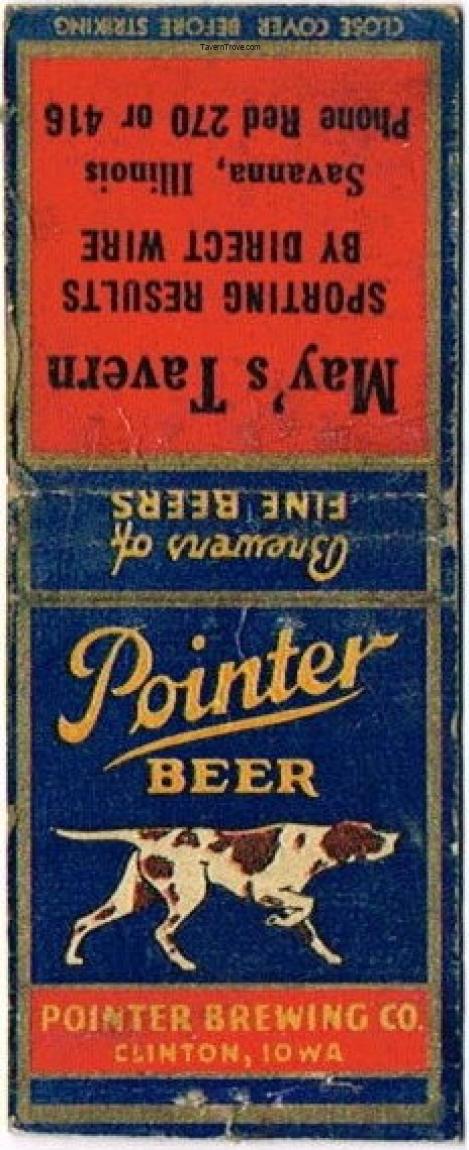 CLOSE COVER BEFORE STRIKING
TavernTrove.com
May's Tavern
SPORTING RESULTS
BY DIRECT WIRE
Savanna, Illinois
Phone Red 270 or 416
Brewers of
FINE BEERS
Pointer
BEER
POINTER BREWING CO.
CLINTON, IOWA